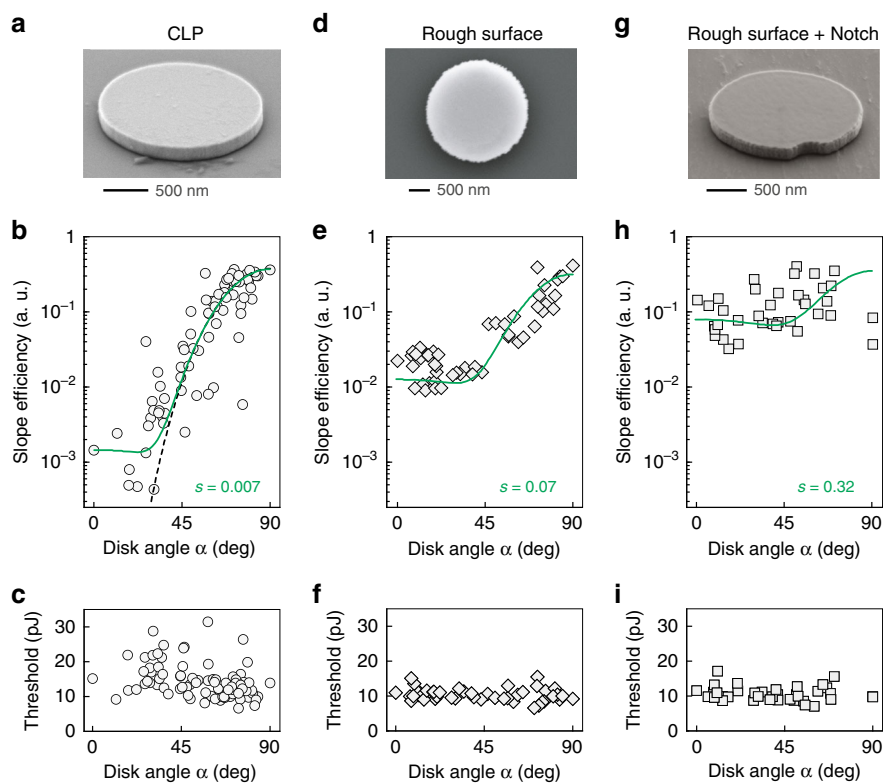 a
CLP
500 nm
d
Rough surface
500 nm
g
Rough surface + Notch
500 nm
b
Slope efficiency (a. u.)
1
10⁻¹
10⁻²
10⁻³
s = 0.007
0 45 90
Disk angle α (deg)
e
Slope efficiency (a. u.)
1
10⁻¹
10⁻²
10⁻³
s = 0.07
0 45 90
Disk angle α (deg)
h
Slope efficiency (a. u.)
1
10⁻¹
10⁻²
10⁻³
s = 0.32
0 45 90
Disk angle α (deg)
c
Threshold (pJ)
30
20
10
0
0 45 90
Disk angle α (deg)
f
Threshold (pJ)
30
20
10
0
0 45 90
Disk angle α (deg)
i
Threshold (pJ)
30
20
10
0
0 45 90
Disk angle α (deg)